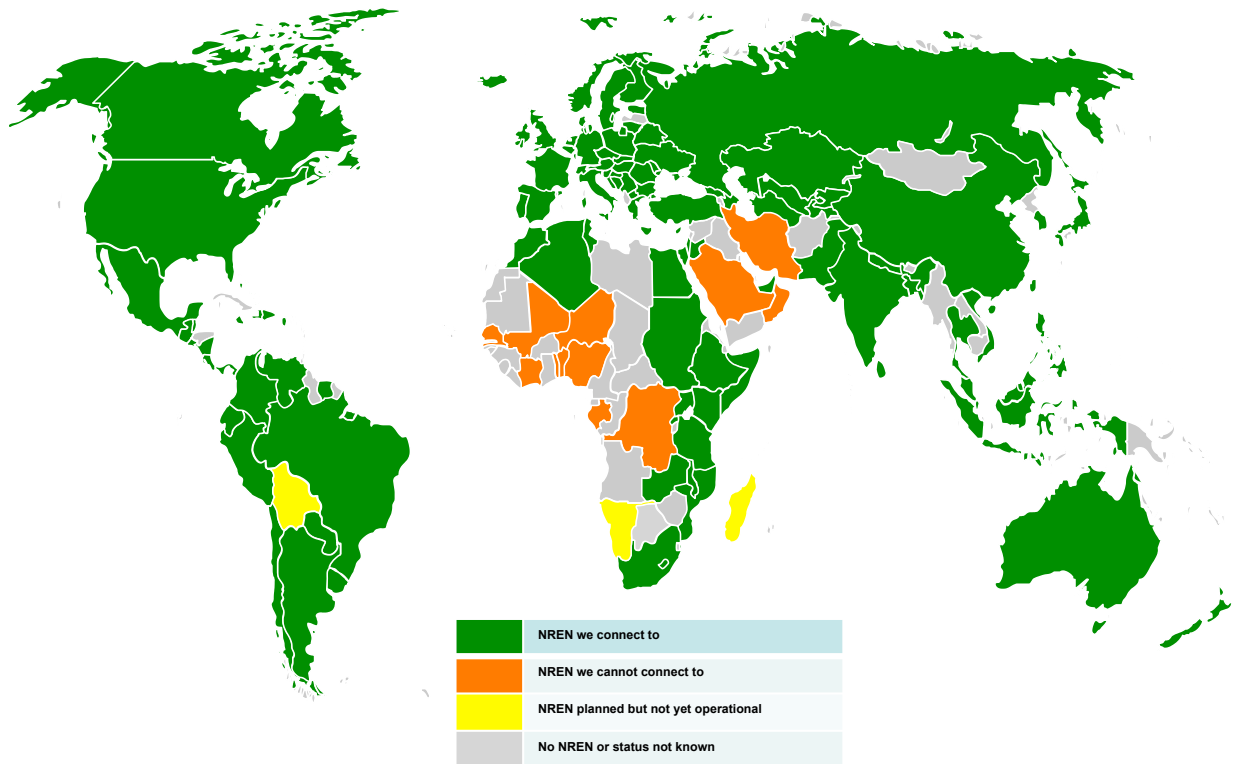 NREN we connect to
NREN we cannot connect to
NREN planned but not yet operational
No NREN or status not known